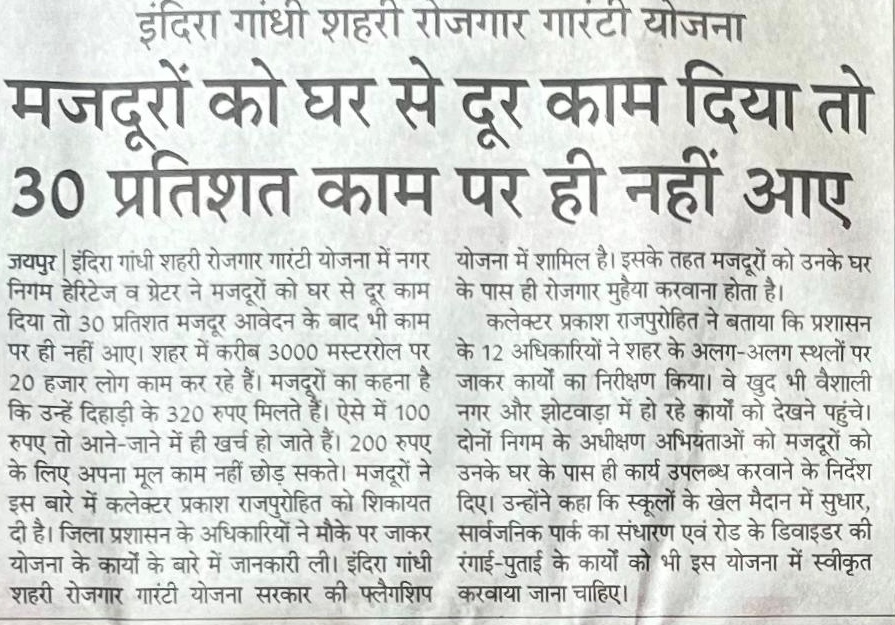 इंदिरा गांधी शहरी रोजगार गारंटी योजना
मजदूरों को घर से दूर काम दिया तो
30 प्रतिशत काम पर ही नहीं आए
जयपुर | इंदिरा गांधी शहरी रोजगार गारंटी योजना में नगर
निगम हेरिटेज व ग्रेटर ने मजदूरों को घर से दूर काम
दिया तो 30 प्रतिशत मजदूर आवेदन के बाद भी काम
पर ही नहीं आए। शहर में करीब 3000 मस्टररोल पर
20 हजार लोग काम कर रहे हैं। मजदूरों का कहना है
कि उन्हें दिहाड़ी के 320 रुपए मिलते हैं। ऐसे में 100
रुपए तो आने-जाने में ही खर्च हो जाते हैं। 200 रुपए
के लिए अपना मूल काम नहीं छोड़ सकते। मजदूरों ने
इस बारे में कलेक्टर प्रकाश राजपुरोहित को शिकायत
दी है। जिला प्रशासन के अधिकारियों ने मौके पर जाकर
योजना के कार्यों के बारे में जानकारी ली। इंदिरा गांधी
शहरी रोजगार गारंटी योजना सरकार की फ्लैगशिप
योजना में शामिल है। इसके तहत मजदूरों को उनके घर
के पास ही रोजगार मुहैया करवाना होता है।
कलेक्टर प्रकाश राजपुरोहित ने बताया कि प्रशासन
के 12 अधिकारियों ने शहर के अलग-अलग स्थलों पर
जाकर कार्यों का निरीक्षण किया। वे खुद भी वैशाली
नगर और झोटवाड़ा में हो रहे कार्यों को देखने पहुंचे।
दोनों निगम के अधीक्षण अभियंताओं को मजदूरों को
उनके घर के पास ही कार्य उपलब्ध करवाने के निर्देश
दिए। उन्होंने कहा कि स्कूलों के खेल मैदान में सुधार,
सार्वजनिक पार्क का संधारण एवं रोड के डिवाइडर की
रंगाई-पुताई के कार्यों को भी इस योजना में स्वीकृत
करवाया जाना चाहिए।